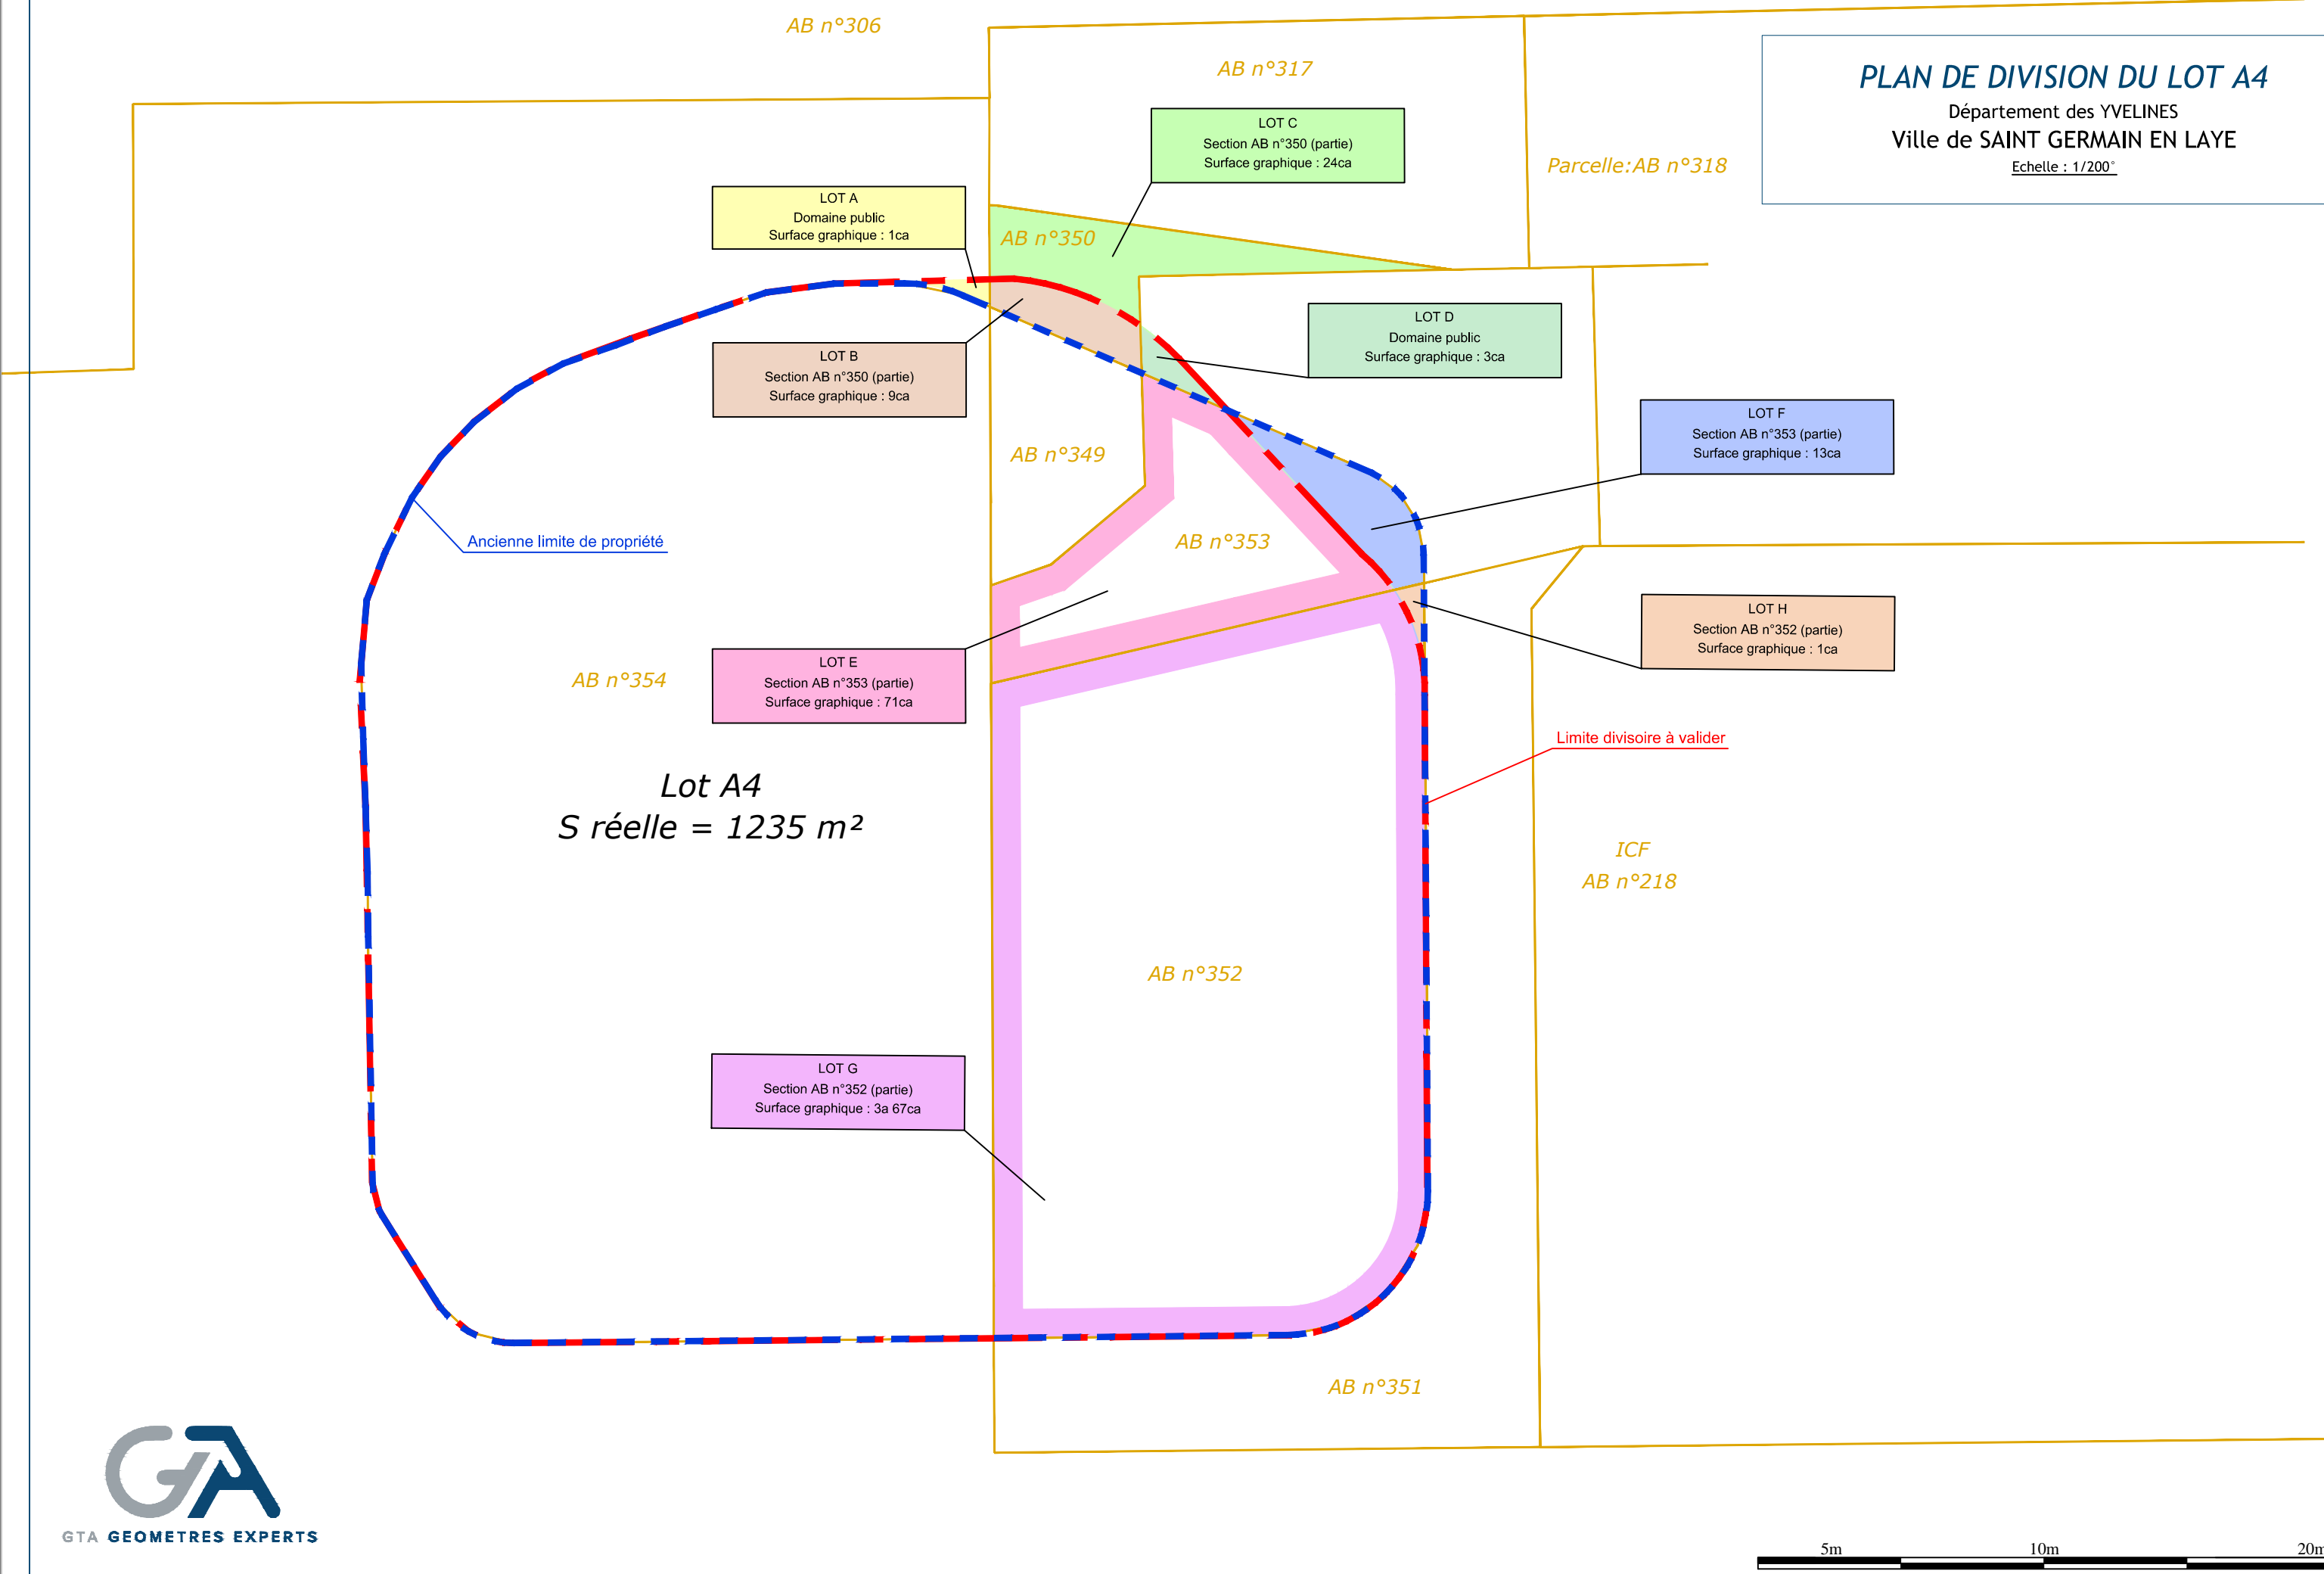 AB n°306
AB n°317
PLAN DE DIVISION DU LOT A4
Département des YVELINES
Ville de SAINT GERMAIN EN LAYE
Echelle : 1/200°
LOT C
Section AB n°350 (partie)
Surface graphique : 24ca
Parcelle:AB n°318
LOT A
Domaine public
Surface graphique : 1ca
AB n°350
LOT D
Domaine public
Surface graphique : 3ca
LOT B
Section AB n°350 (partie)
Surface graphique : 9ca
LOT F
Section AB n°353 (partie)
Surface graphique : 13ca
AB n°349
Ancienne limite de propriété
AB n°353
LOT H
Section AB n°352 (partie)
Surface graphique : 1ca
AB n°354
LOT E
Section AB n°353 (partie)
Surface graphique : 71ca
Limite divisoire à valider
Lot A4
S réelle = 1235 m²
ICF
AB n°218
AB n°352
LOT G
Section AB n°352 (partie)
Surface graphique : 3a 67ca
AB n°351
GTA GEOMETRES EXPERTS
5m 10m 20m